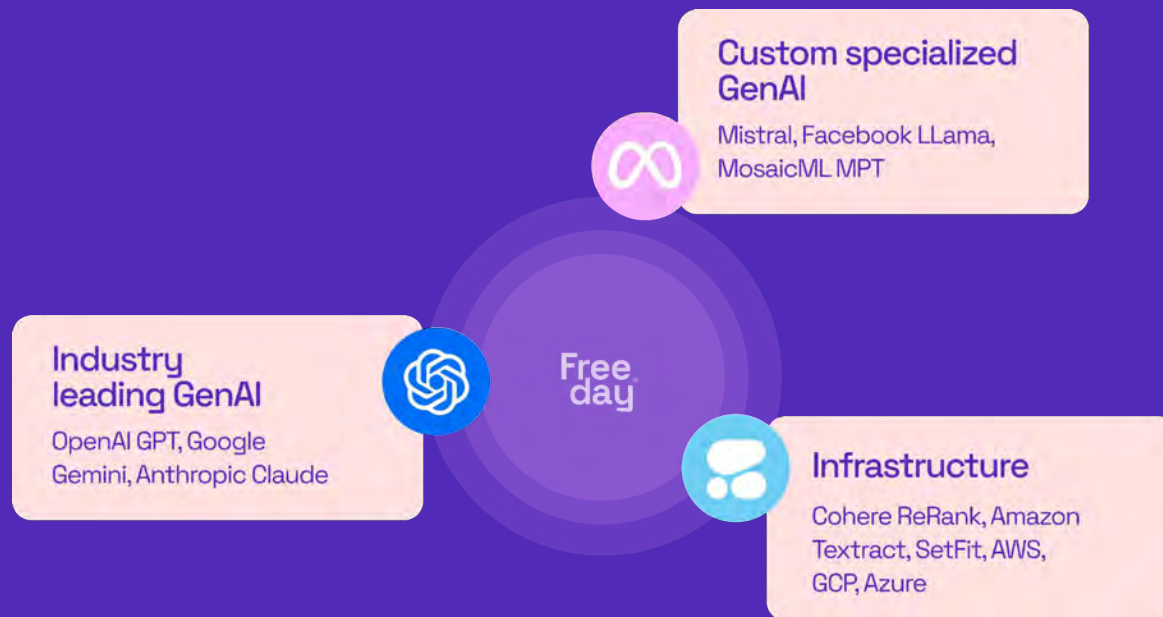 Custom specialized
GenAI
Mistral, Facebook LLama,
MosaicML MPT
Industry
leading GenAI
OpenAI GPT, Google
Gemini, Anthropic Claude
Free
day
Infrastructure
Cohere ReRank, Amazon
Textract, SetFit, AWS,
GCP, Azure